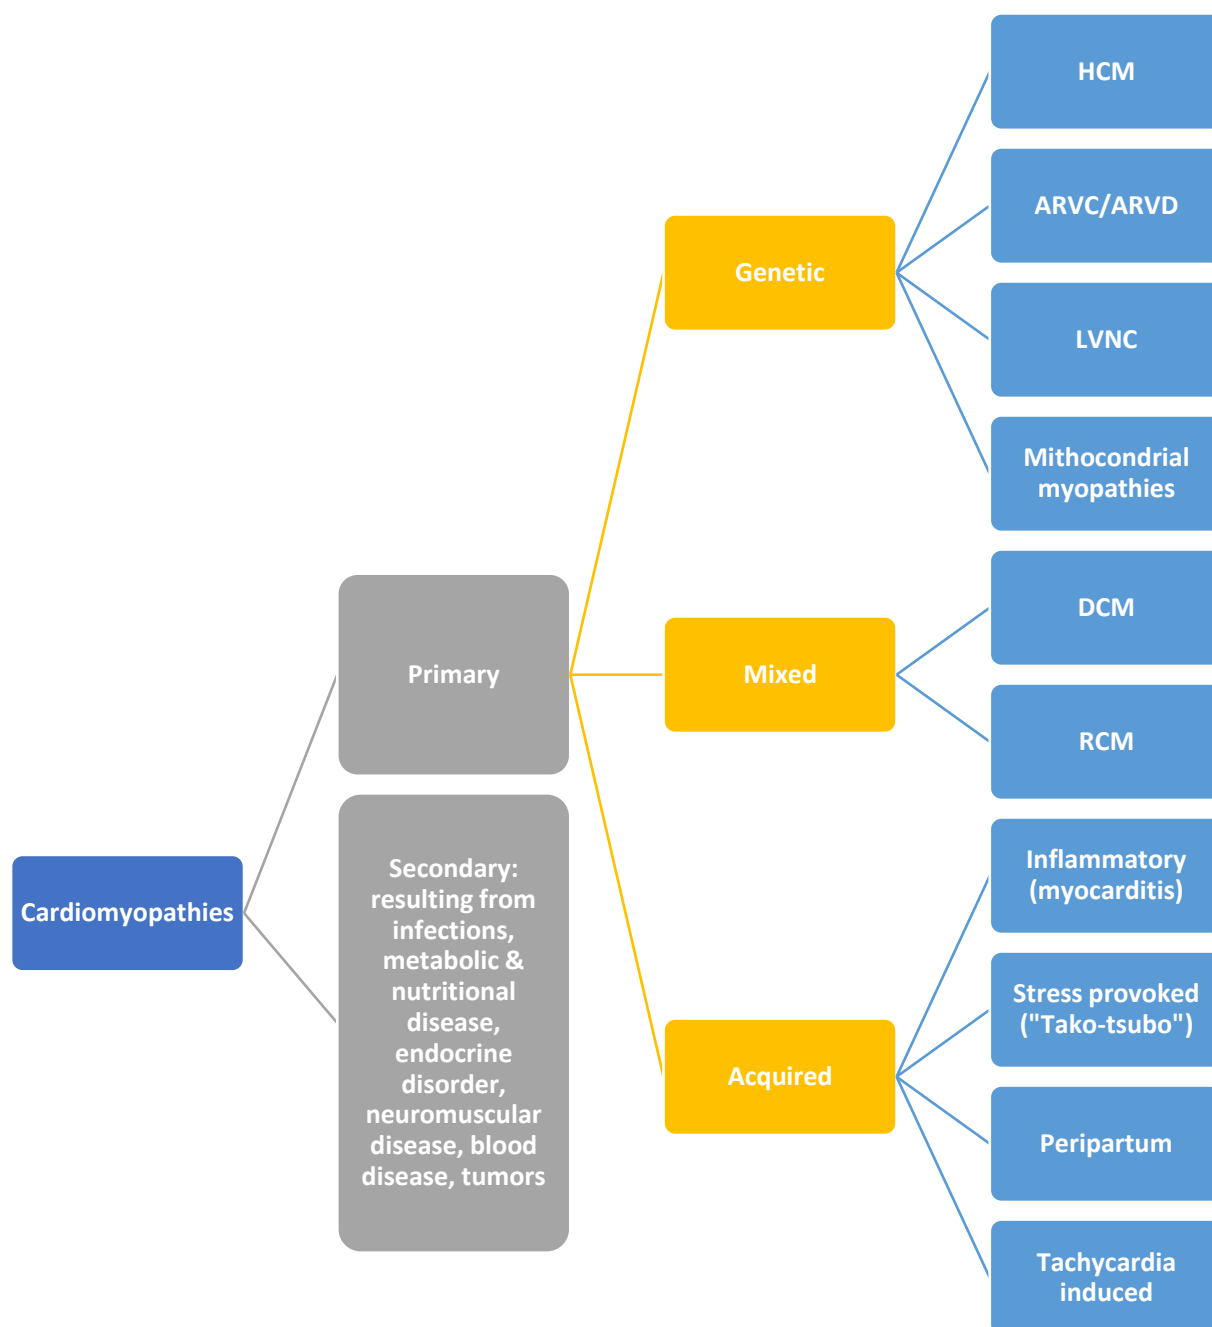 Cardiomyopathies
Primary
Secondary:
resulting from
infections,
metabolic &
nutritional
disease,
endocrine
disorder,
neuromuscular
disease, blood
disease, tumors
Genetic
Mixed
Acquired
HCM
ARVC/ARVD
LVNC
Mithocondrial
myopathies
DCM
RCM
Inflammatory
(myocarditis)
Stress provoked
("Tako-tsubo")
Peripartum
Tachycardia
induced